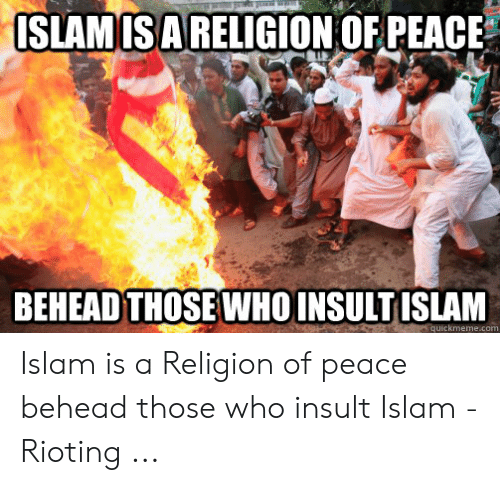 ISLAM IS A RELIGION OF PEACE
BEHEAD THOSE WHO INSULT ISLAM
quickmeme.com
Islam is a Religion of peace
behead those who insult Islam -
Rioting ...